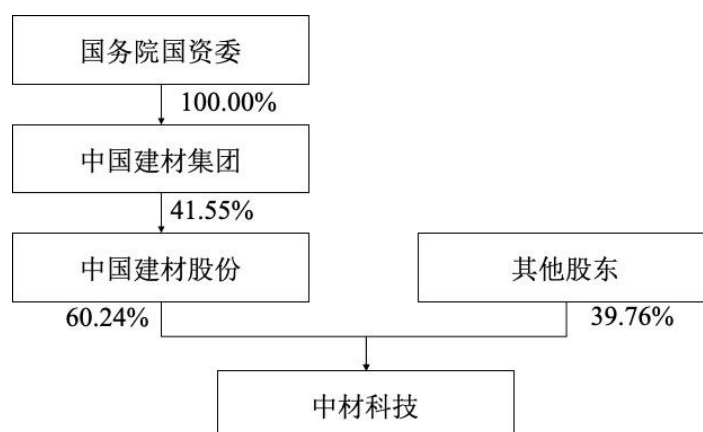 国务院国资委
100.00%
中国建材集团
41.55%
中国建材股份
其他股东
60.24%
39.76%
中材科技